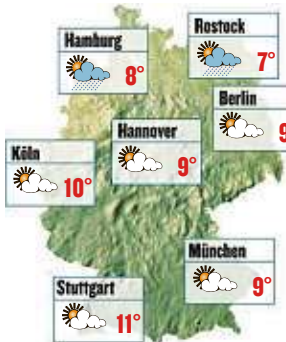 Rostock
7°
Hamburg
8°
Berlin
9
Hannover
9°
Köln
10°
München
9°
Stuttgart
11°